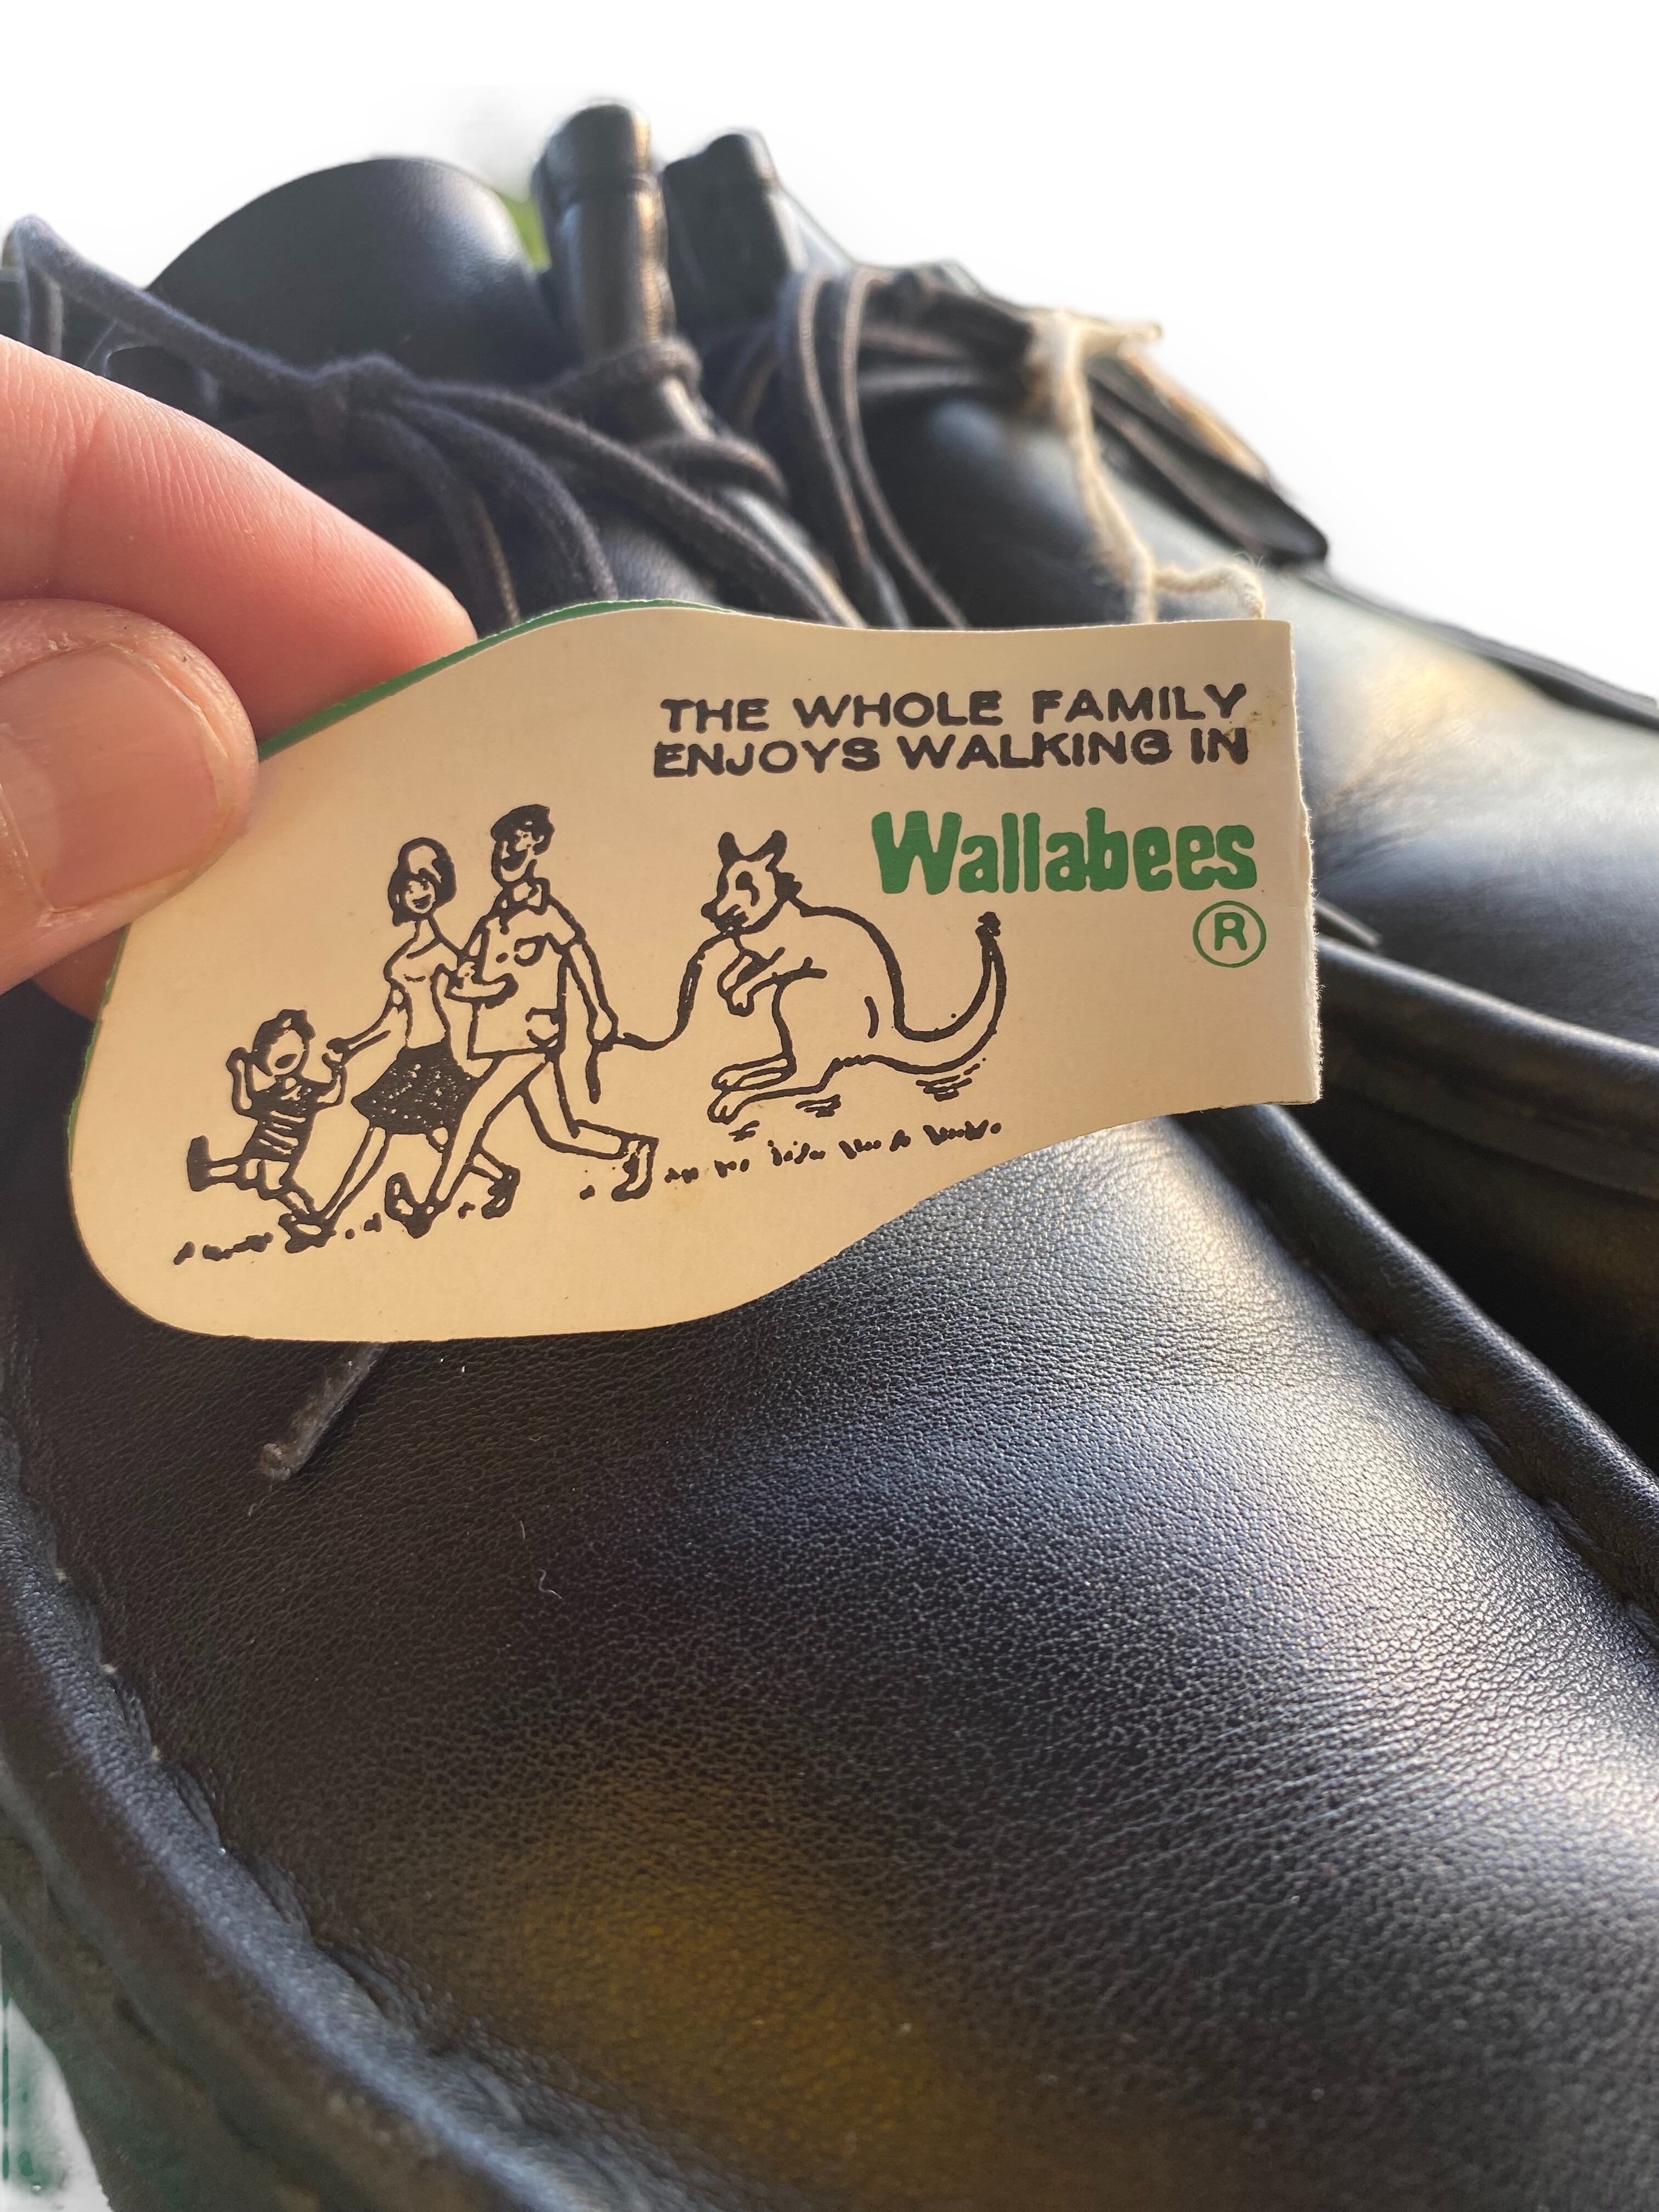 THE WHOLE FAMILY
ENJOYS WALKING IN
Wallabees
®